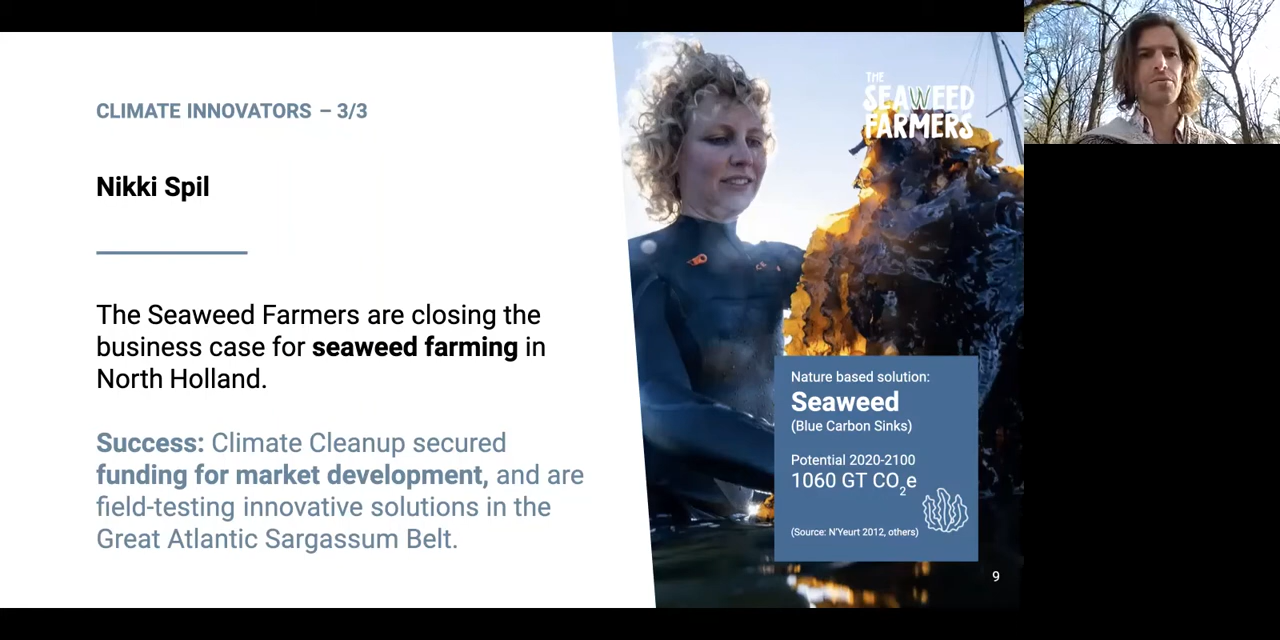 CLIMATE INNOVATORS – 3/3
Nikki Spil
The Seaweed Farmers are closing the
business case for seaweed farming in
North Holland.
Success: Climate Cleanup secured
funding for market development, and are
field-testing innovative solutions in the
Great Atlantic Sargassum Belt.
THE
SEAWEED
FARMERS
Nature based solution:
Seaweed
(Blue Carbon Sinks)
Potential 2020-2100
1060 GT CO2e
(Source: N'Yeurt 2012, others)
9